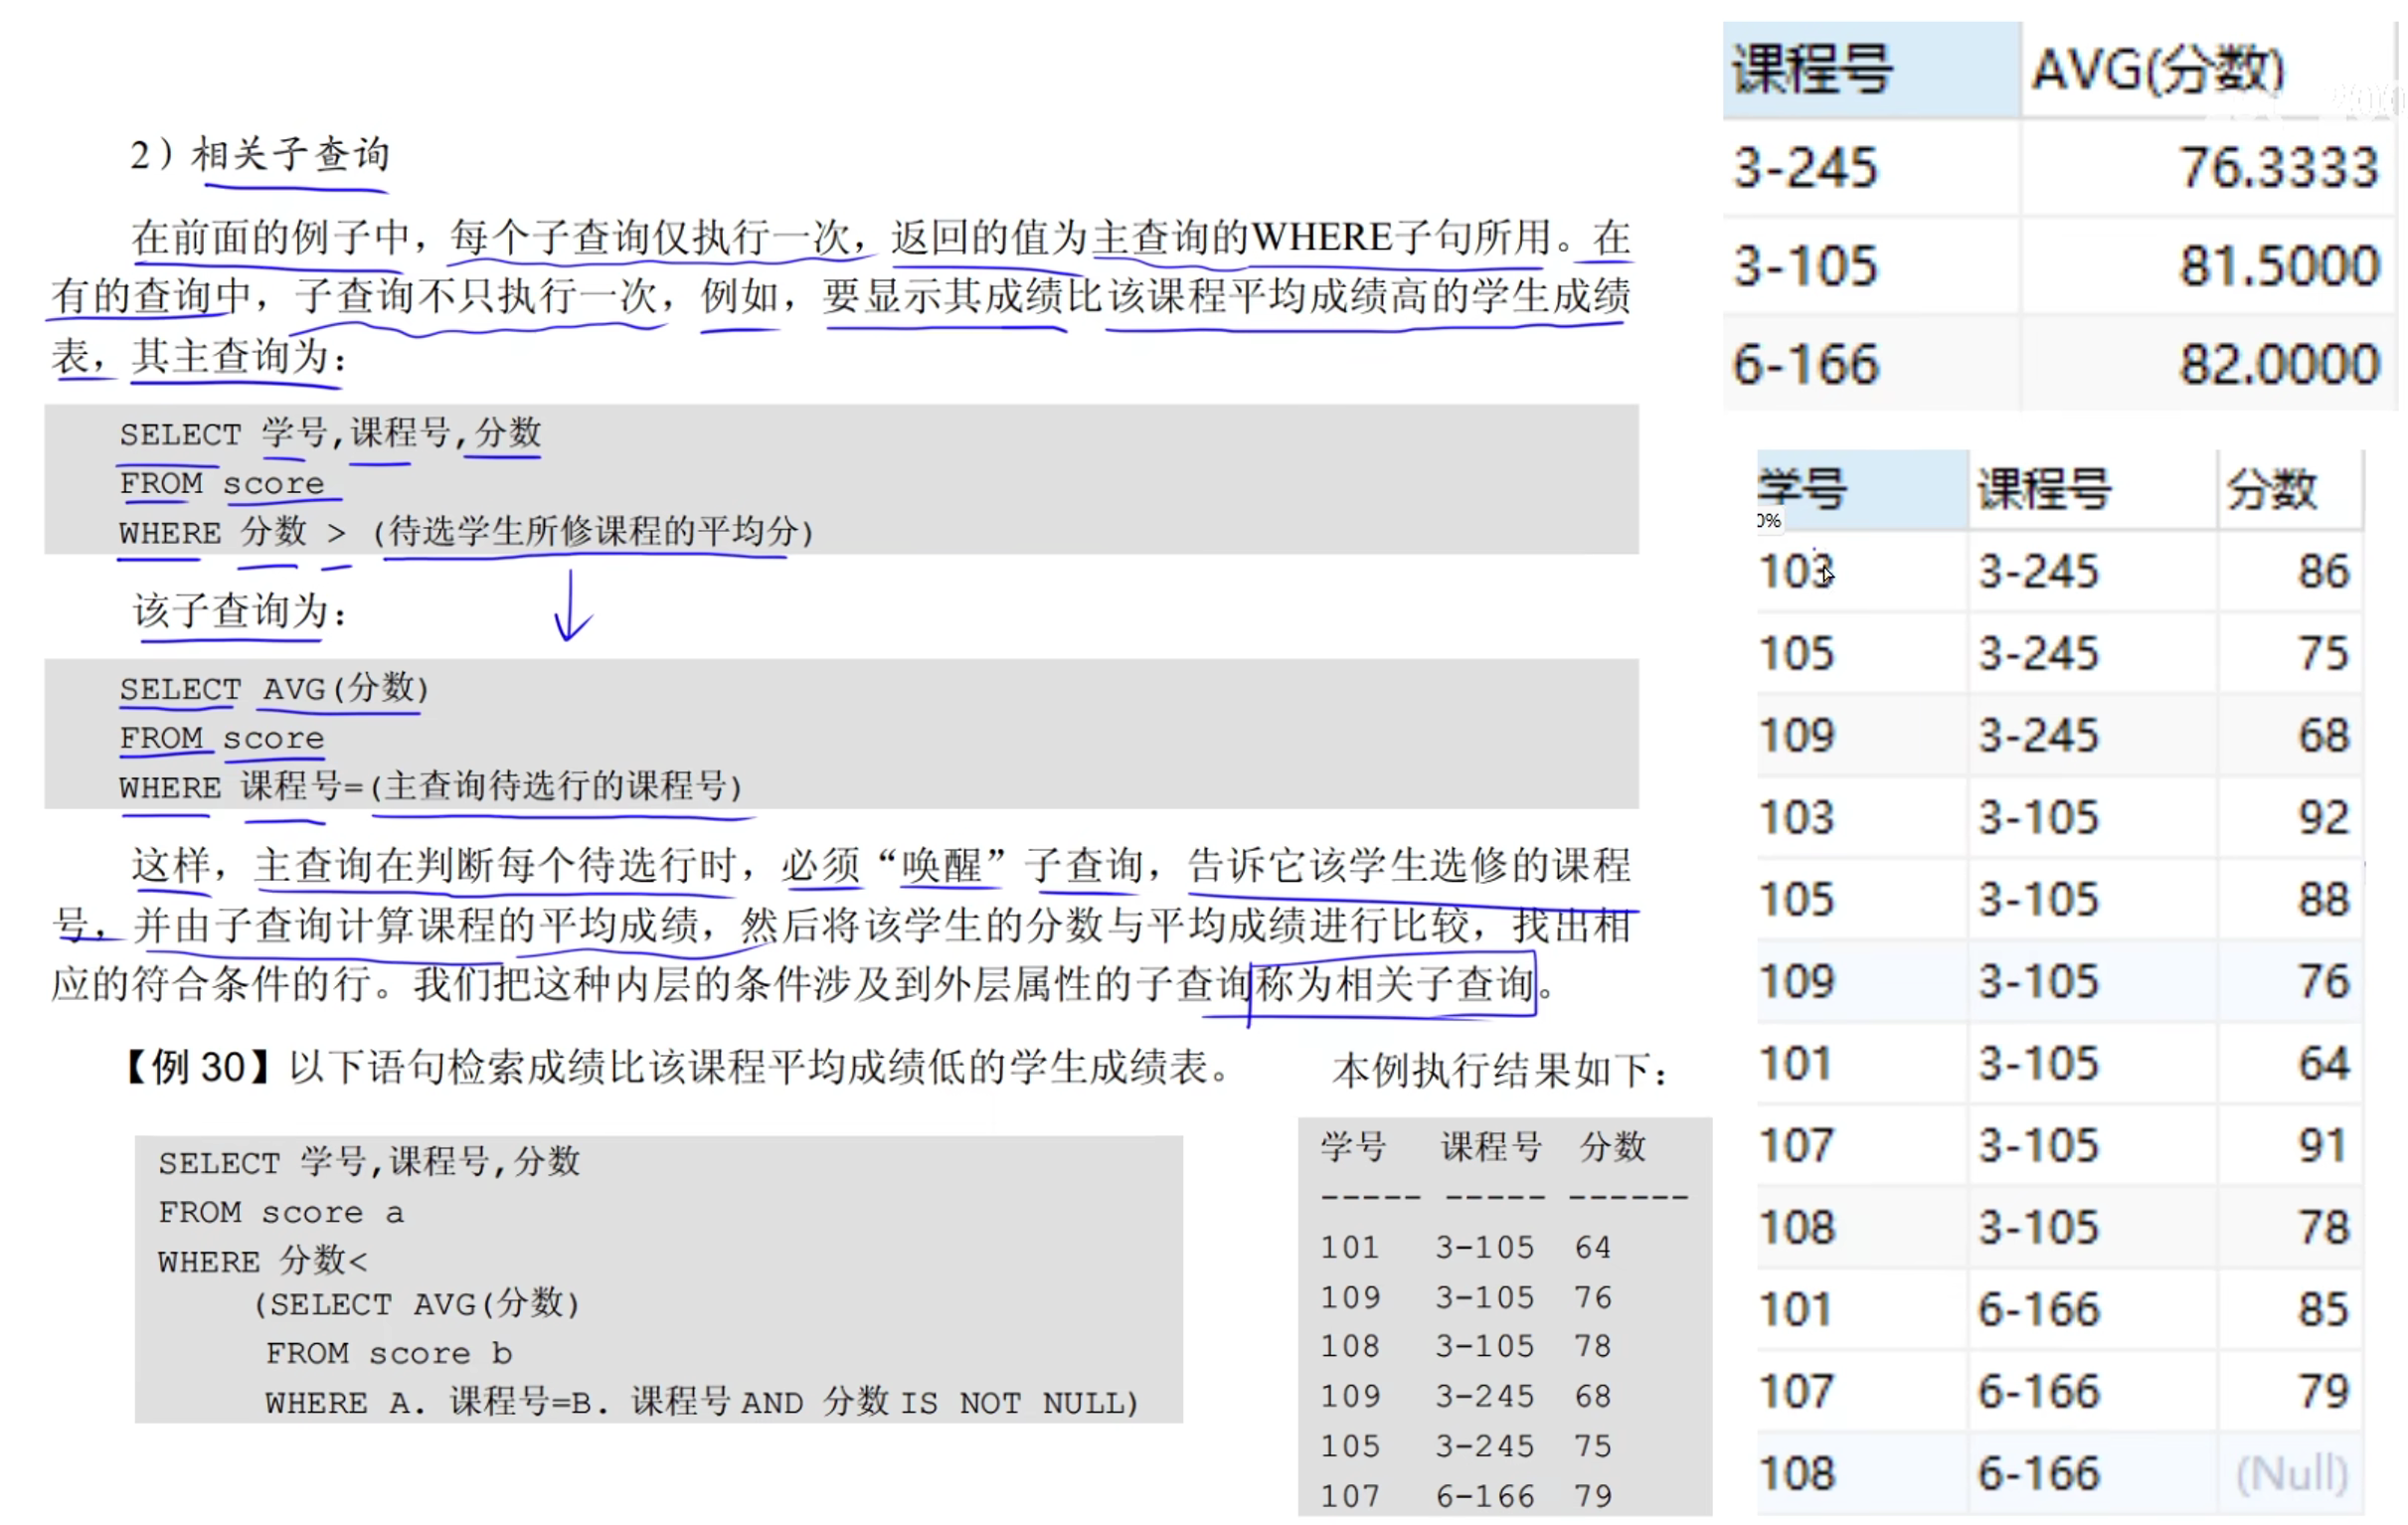 2）相关子查询
在前面的例子中，每个子查询仅执行一次，返回的值为主查询的WHERE子句所用。在
有的查询中，子查询不只执行一次，例如，要显示其成绩比该课程平均成绩高的学生成绩
表，其主查询为：
SELECT 学号,课程号,分数
FROM score
WHERE 分数 > (待选学生所修课程的平均分)
该子查询为：
SELECT AVG(分数)
FROM score
WHERE 课程号=(主查询待选行的课程号)
这样，主查询在判断每个待选行时，必须“唤醒”子查询，告诉它该学生选修的课程
号，并由子查询计算课程的平均成绩，然后将该学生的分数与平均成绩进行比较，找出相
应的符合条件的行。我们把这种内层的条件涉及到外层属性的子查询称为相关子查询。
【例 30】以下语句检索成绩比该课程平均成绩低的学生成绩表。
SELECT 学号,课程号,分数
FROM score a
WHERE 分数<
(SELECT AVG(分数)
FROM score b
WHERE A. 课程号=B. 课程号 AND 分数 IS NOT NULL)
本例执行结果如下：
学号 课程号 分数
----- ----- ------
101 3-105 64
109 3-105 76
108 3-105 78
109 3-245 68
105 3-245 75
107 6-166 79
课程号 AVG(分数)
3-245 76.3333
3-105 81.5000
6-166 82.0000
学号 课程号 分数
0%
103 3-245 86
105 3-245 75
109 3-245 68
103 3-105 92
105 3-105 88
109 3-105 76
101 3-105 64
107 3-105 91
108 3-105 78
101 6-166 85
107 6-166 79
108 6-166 (Null)